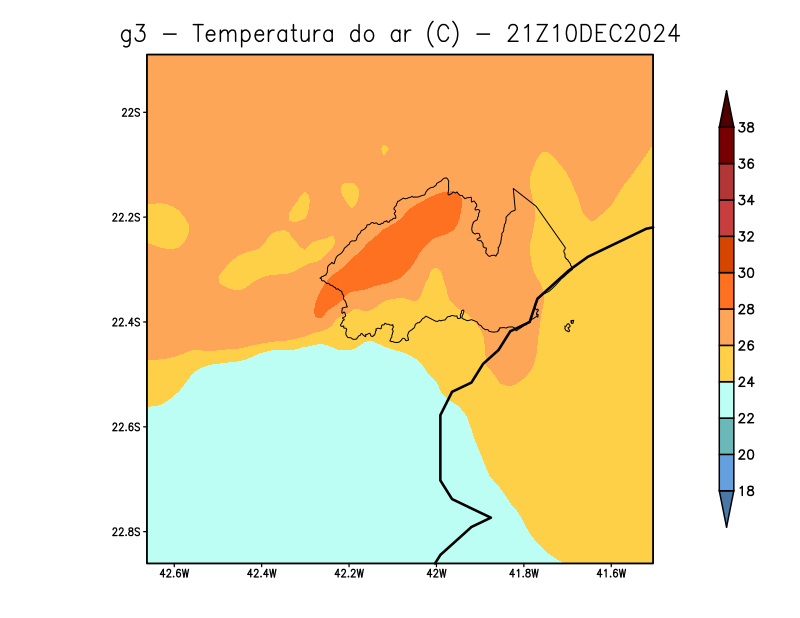 g3 - Temperatura do ar (C) - 21Z10DEC2024
22S
22.2S
22.4S
22.6S
22.8S
42.6W
42.4W
42.2W
42W
41.8W
41.6W
38
36
34
32
30
28
26
24
22
20
18